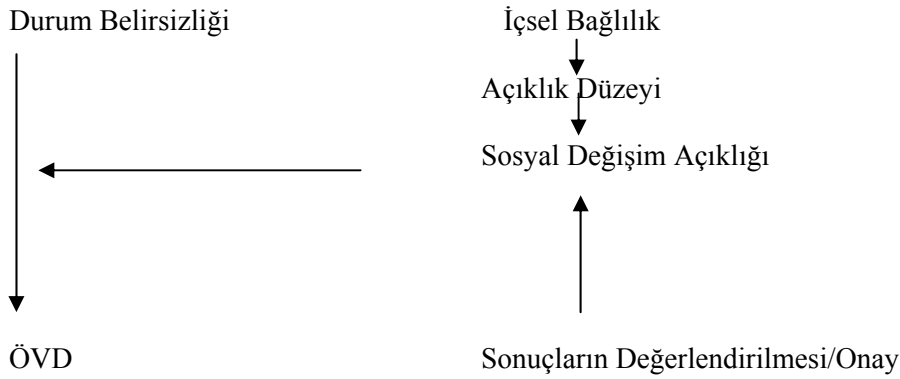 Durum Belirsizliği
İçsel Bağlılık
Açıklık Düzeyi
Sosyal Değişim Açıklığı
ÖVD
Sonuçların Değerlendirilmesi/Onay